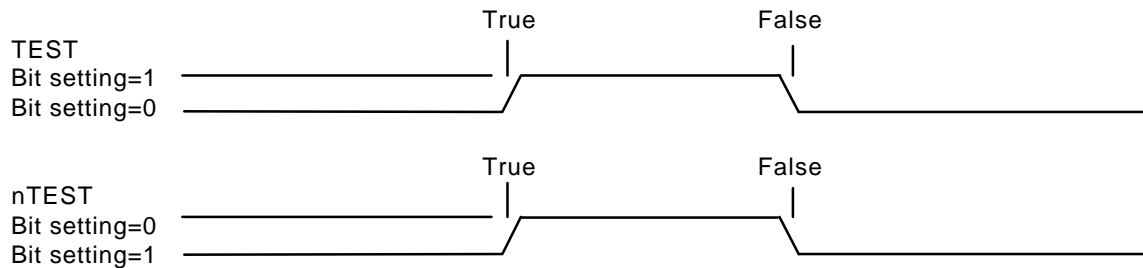 True False
TEST
Bit setting=1
Bit setting=0
True False
nTEST
Bit setting=0
Bit setting=1